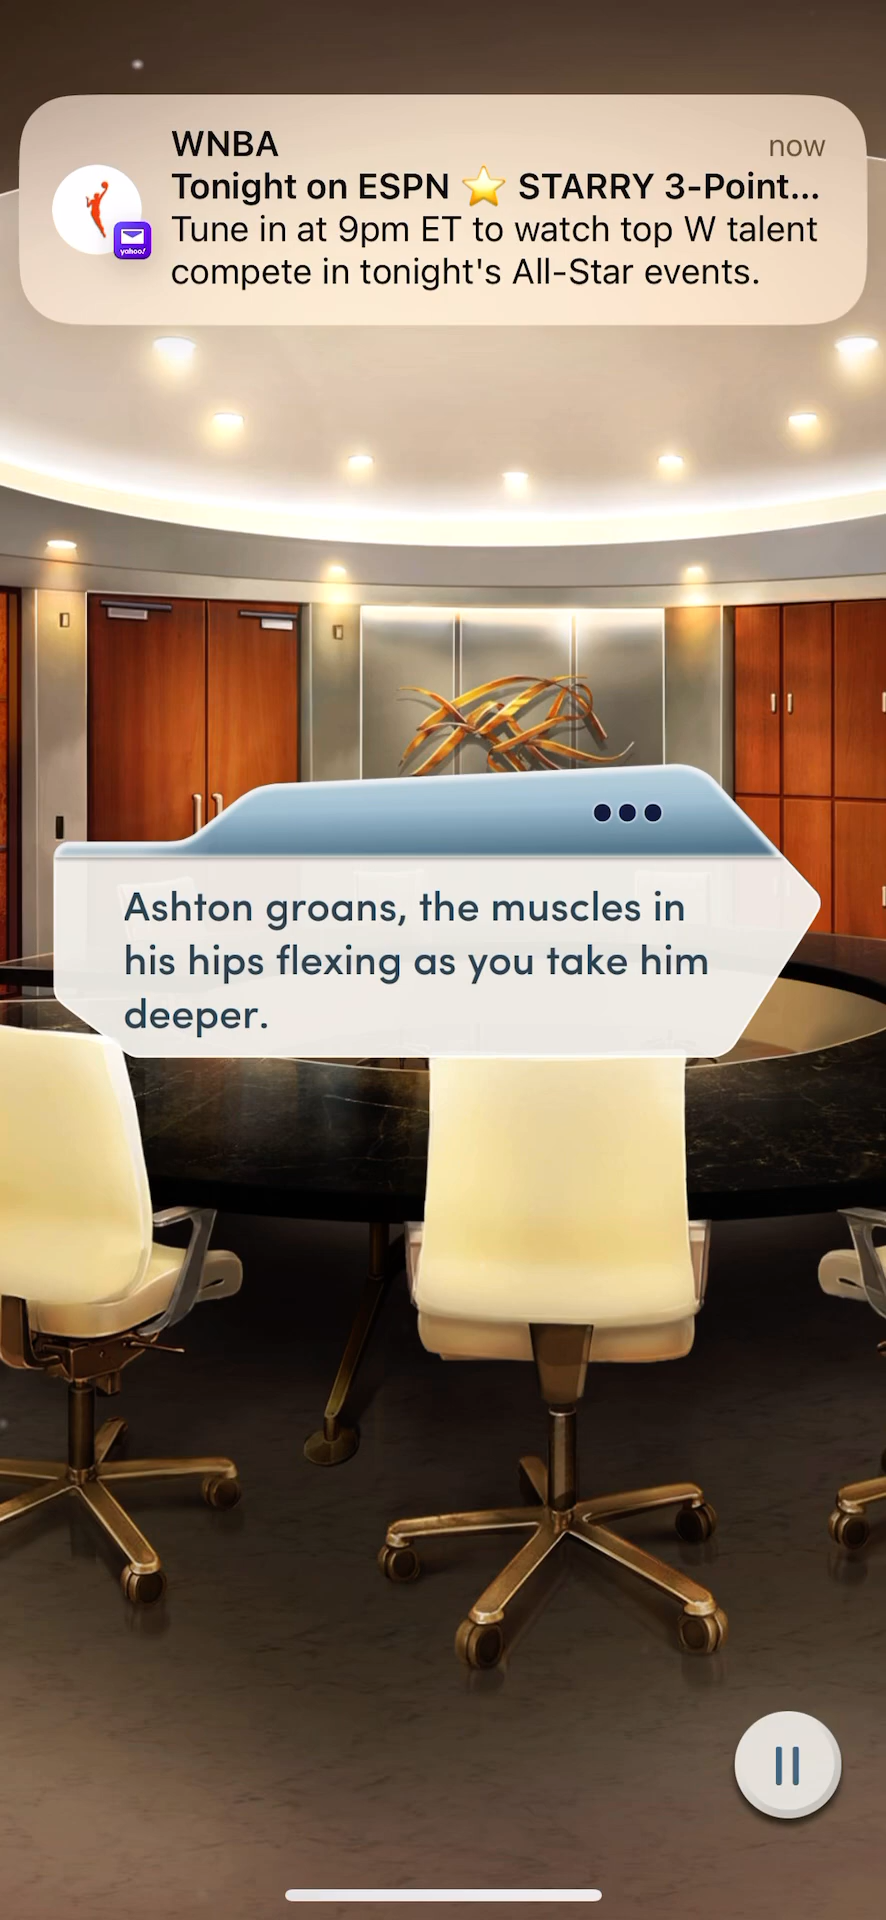 WNBA
now
Tonight on ESPN ⭐ STARRY 3-Point...
Tune in at 9pm ET to watch top W talent
compete in tonight's All-Star events.
yahoo!
Ashton groans, the muscles in
his hips flexing as you take him
deeper.